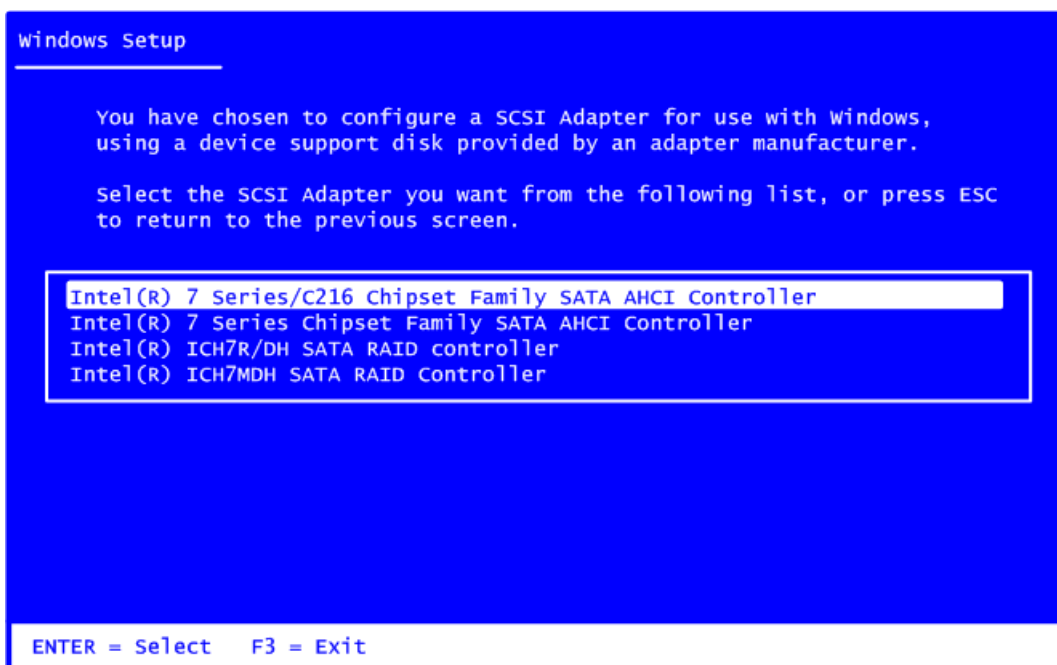 Windows Setup
You have chosen to configure a SCSI Adapter for use with Windows,
using a device support disk provided by an adapter manufacturer.
Select the SCSI Adapter you want from the following list, or press ESC
to return to the previous screen.
Intel(R) 7 Series/C216 Chipset Family SATA AHCI Controller
Intel(R) 7 Series Chipset Family SATA AHCI Controller
Intel(R) ICH7R/DH SATA RAID controller
Intel(R) ICH7MDH SATA RAID Controller
ENTER = Select F3 = Exit